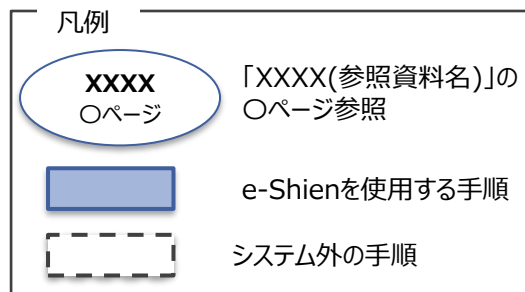 凡例
XXXX
〇ページ
「XXXX(参照資料名)」の
〇ページ参照
e-Shienを使用する手順
システム外の手順